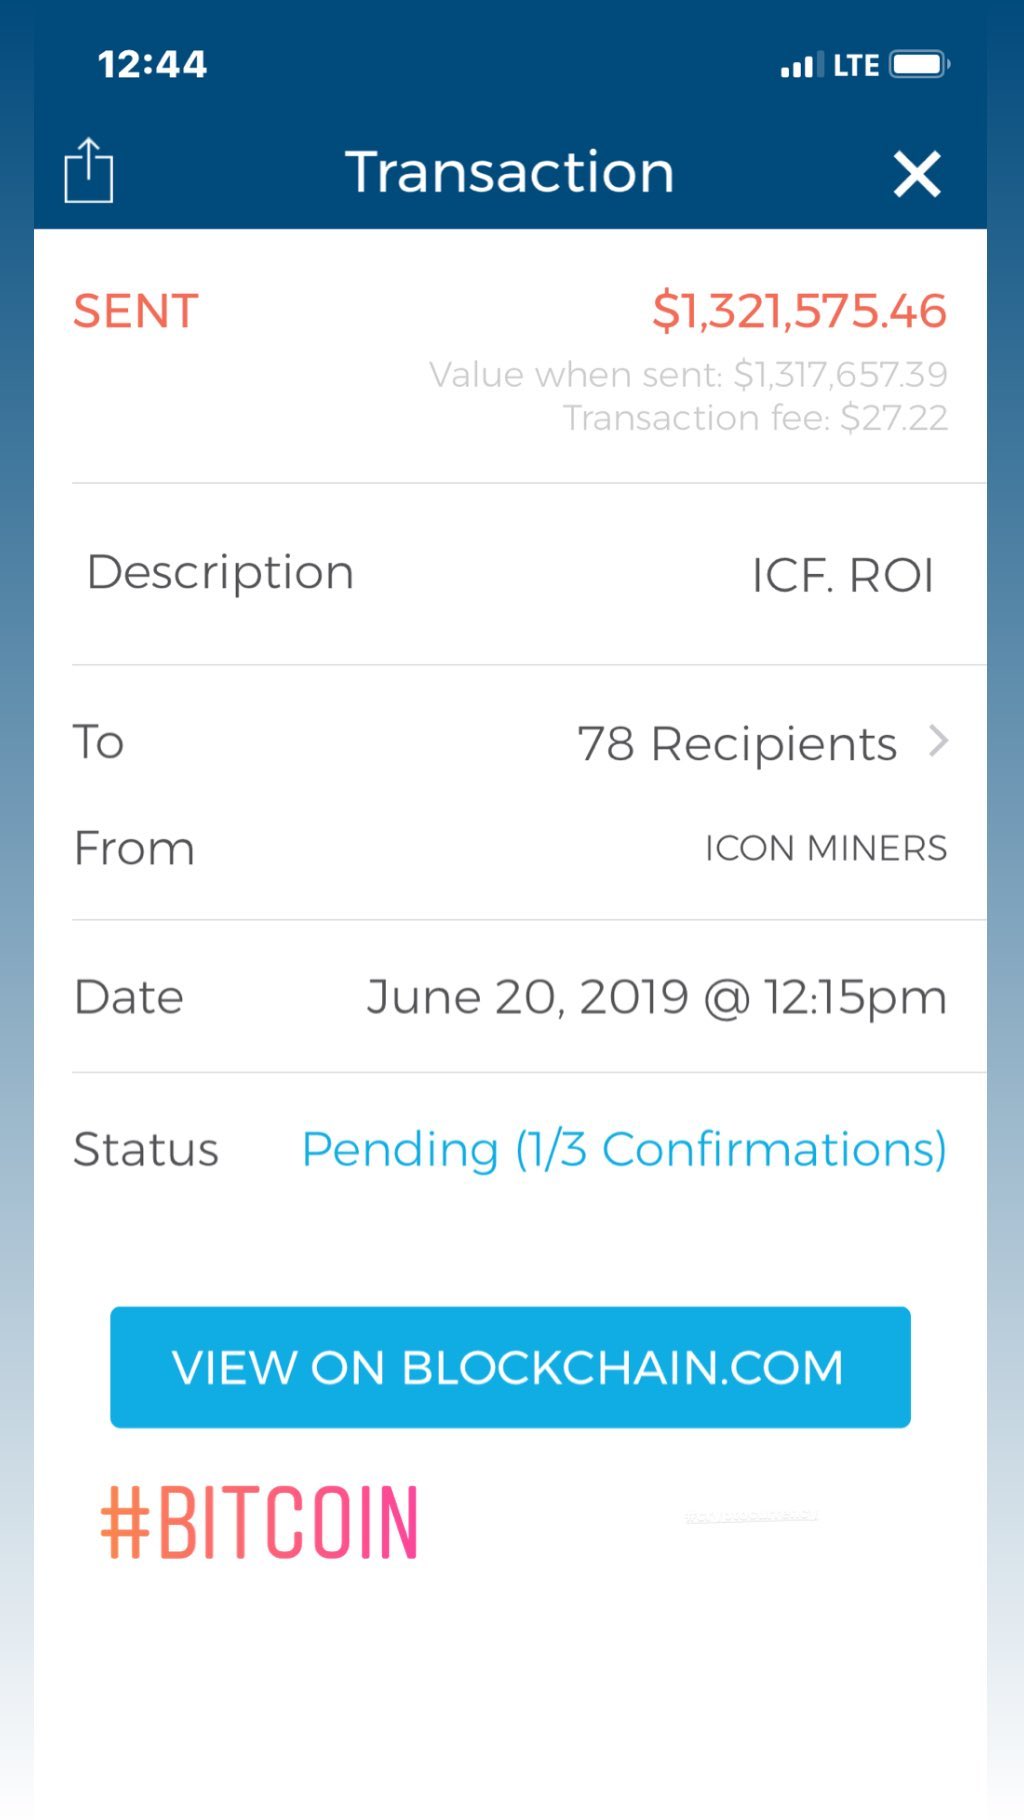 12:44 LTE
Transaction
SENT $1,321,575.46
Value when sent: $1,317,657.39
Transaction fee: $27.22
Description ICF. ROI
To 78 Recipients
From ICON MINERS
Date June 20, 2019 @ 12:15pm
Status Pending (1/3 Confirmations)
VIEW ON BLOCKCHAIN.COM
#BITCOIN
#cryptocurrency